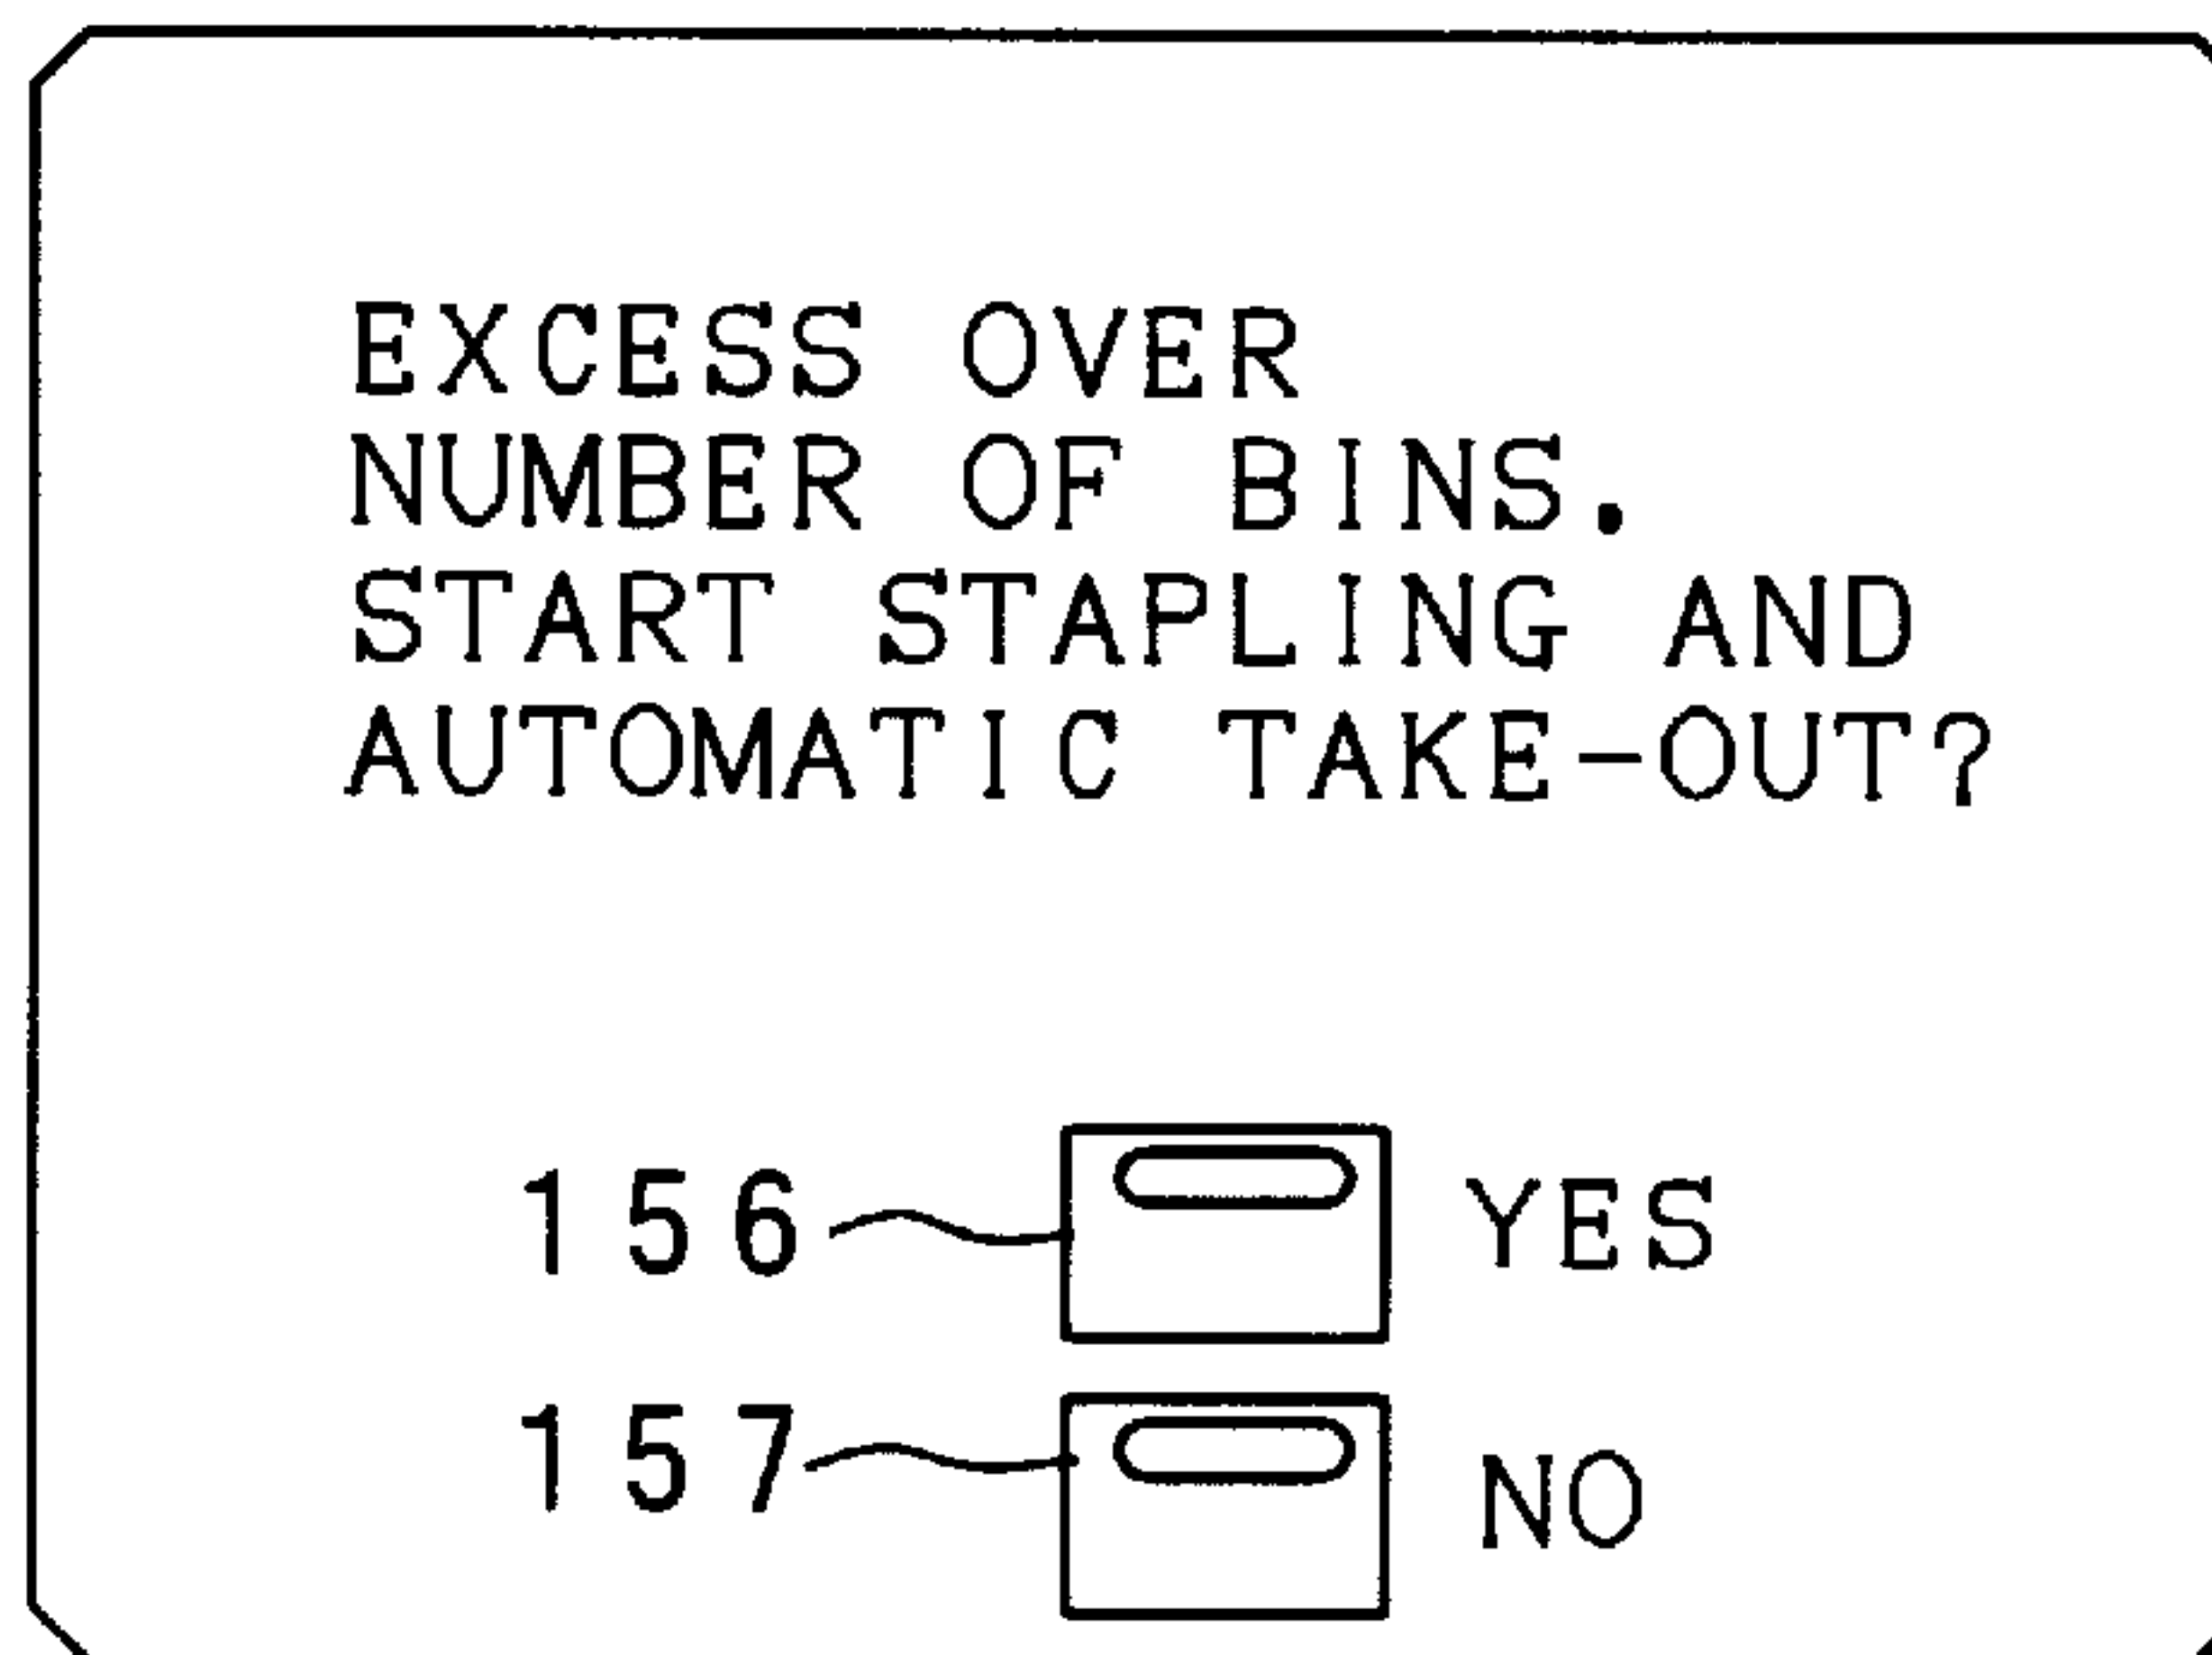 EXCESS OVER
NUMBER OF BINS.
START STAPLING AND
AUTOMATIC TAKE-OUT?
156 YES
157 NO